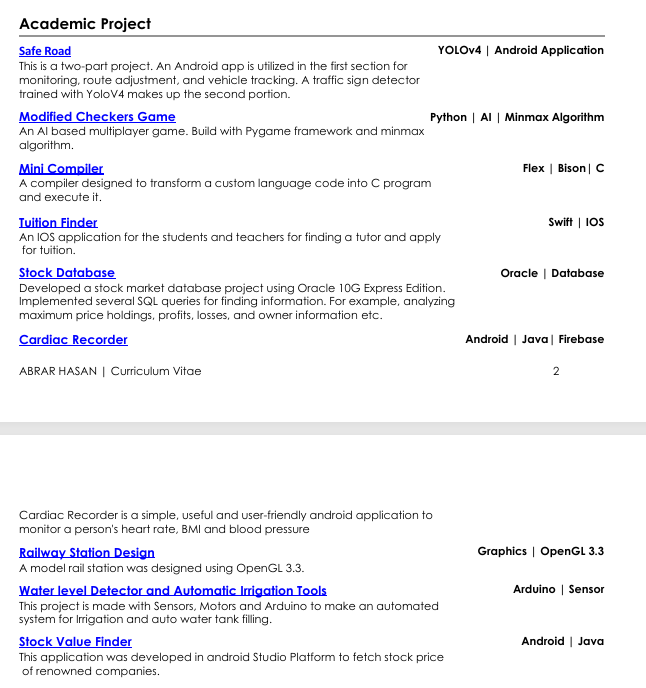 Academic Project
Safe Road YOLOv4 | Android Application
This is a two-part project. An Android app is utilized in the first section for
monitoring, route adjustment, and vehicle tracking. A traffic sign detector
trained with YoloV4 makes up the second portion.
Modified Checkers Game Python | AI | Minmax Algorithm
An AI based multiplayer game. Build with Pygame framework and minmax
algorithm.
Mini Compiler Flex | Bison| C
A compiler designed to transform a custom language code into C program
and execute it.
Tuition Finder Swift | IOS
An IOS application for the students and teachers for finding a tutor and apply
for tuition.
Stock Database Oracle | Database
Developed a stock market database project using Oracle 10G Express Edition.
Implemented several SQL queries for finding information. For example, analyzing
maximum price holdings, profits, losses, and owner information etc.
Cardiac Recorder Android | Java| Firebase
ABRAR HASAN | Curriculum Vitae 2
Cardiac Recorder is a simple, useful and user-friendly android application to
monitor a person's heart rate, BMI and blood pressure
Railway Station Design Graphics | OpenGL 3.3
A model rail station was designed using OpenGL 3.3.
Water level Detector and Automatic Irrigation Tools Arduino | Sensor
This project is made with Sensors, Motors and Arduino to make an automated
system for Irrigation and auto water tank filling.
Stock Value Finder Android | Java
This application was developed in android Studio Platform to fetch stock price
of renowned companies.